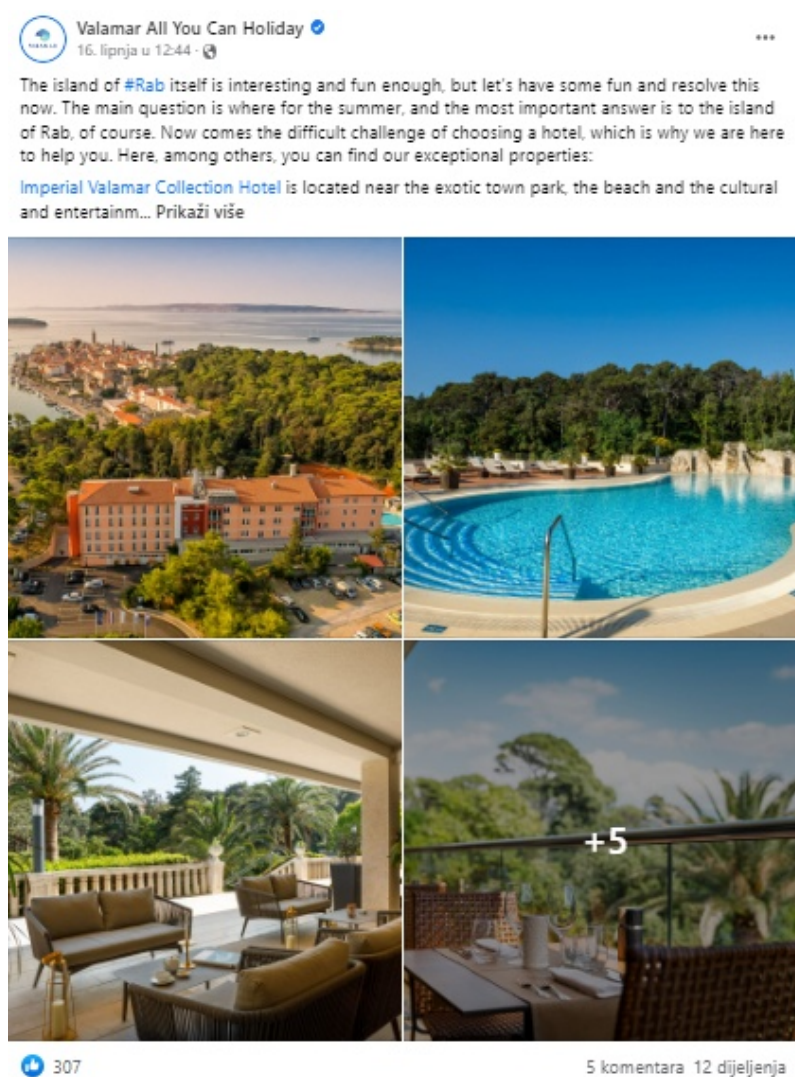 Valamar All You Can Holiday
16. lipnja u 12:44 ·
The island of #Rab itself is interesting and fun enough, but let's have some fun and resolve this
now. The main question is where for the summer, and the most important answer is to the island
of Rab, of course. Now comes the difficult challenge of choosing a hotel, which is why we are here
to help you. Here, among others, you can find our exceptional properties:
Imperial Valamar Collection Hotel is located near the exotic town park, the beach and the cultural
and entertainm... Prikaži više
+5
307
5 komentara 12 dijeljenja